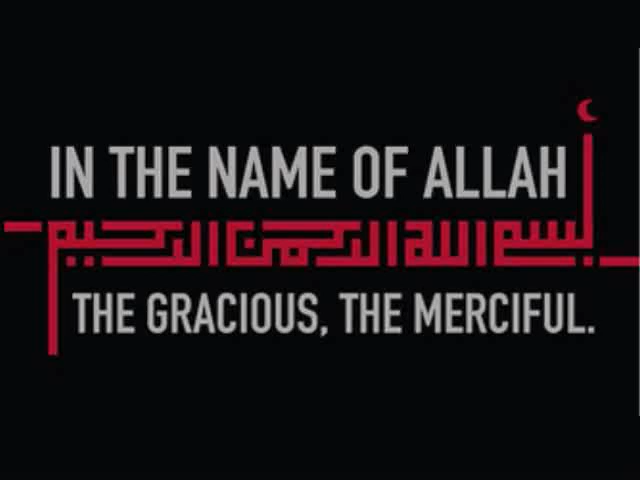 IN THE NAME OF ALLAH
بسم الله الرحمن الرحيم
THE GRACIOUS, THE MERCIFUL.